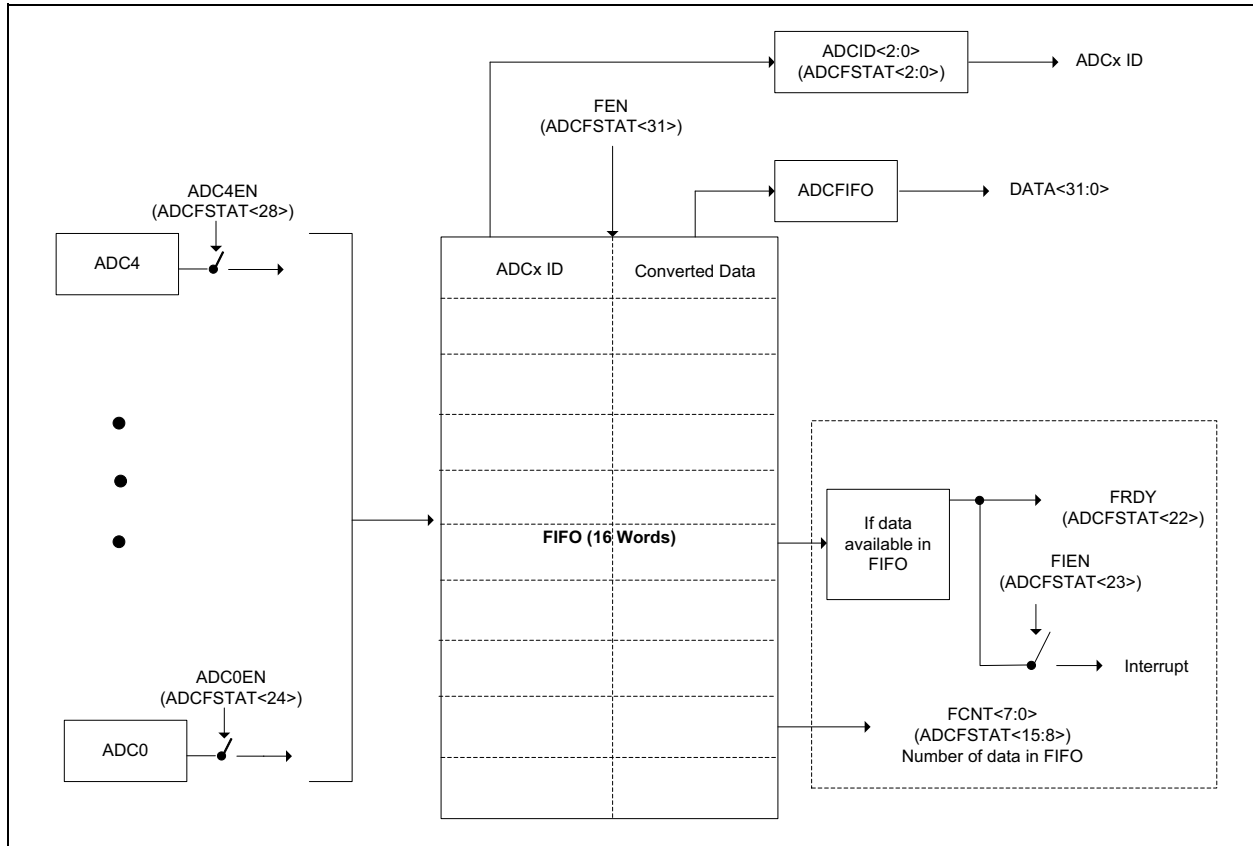 ADCID<2:0>
(ADCFSTAT<2:0>)
ADCx ID
FEN
(ADCFSTAT<31>)
ADCFIFO
DATA<31:0>
ADC4EN
(ADCFSTAT<28>)
ADC4
ADCx ID
Converted Data
FIFO (16 Words)
If data
available in
FIFO
FRDY
(ADCFSTAT<22>)
FIEN
(ADCFSTAT<23>)
Interrupt
ADC0EN
(ADCFSTAT<24>)
ADC0
FCNT<7:0>
(ADCFSTAT<15:8>)
Number of data in FIFO